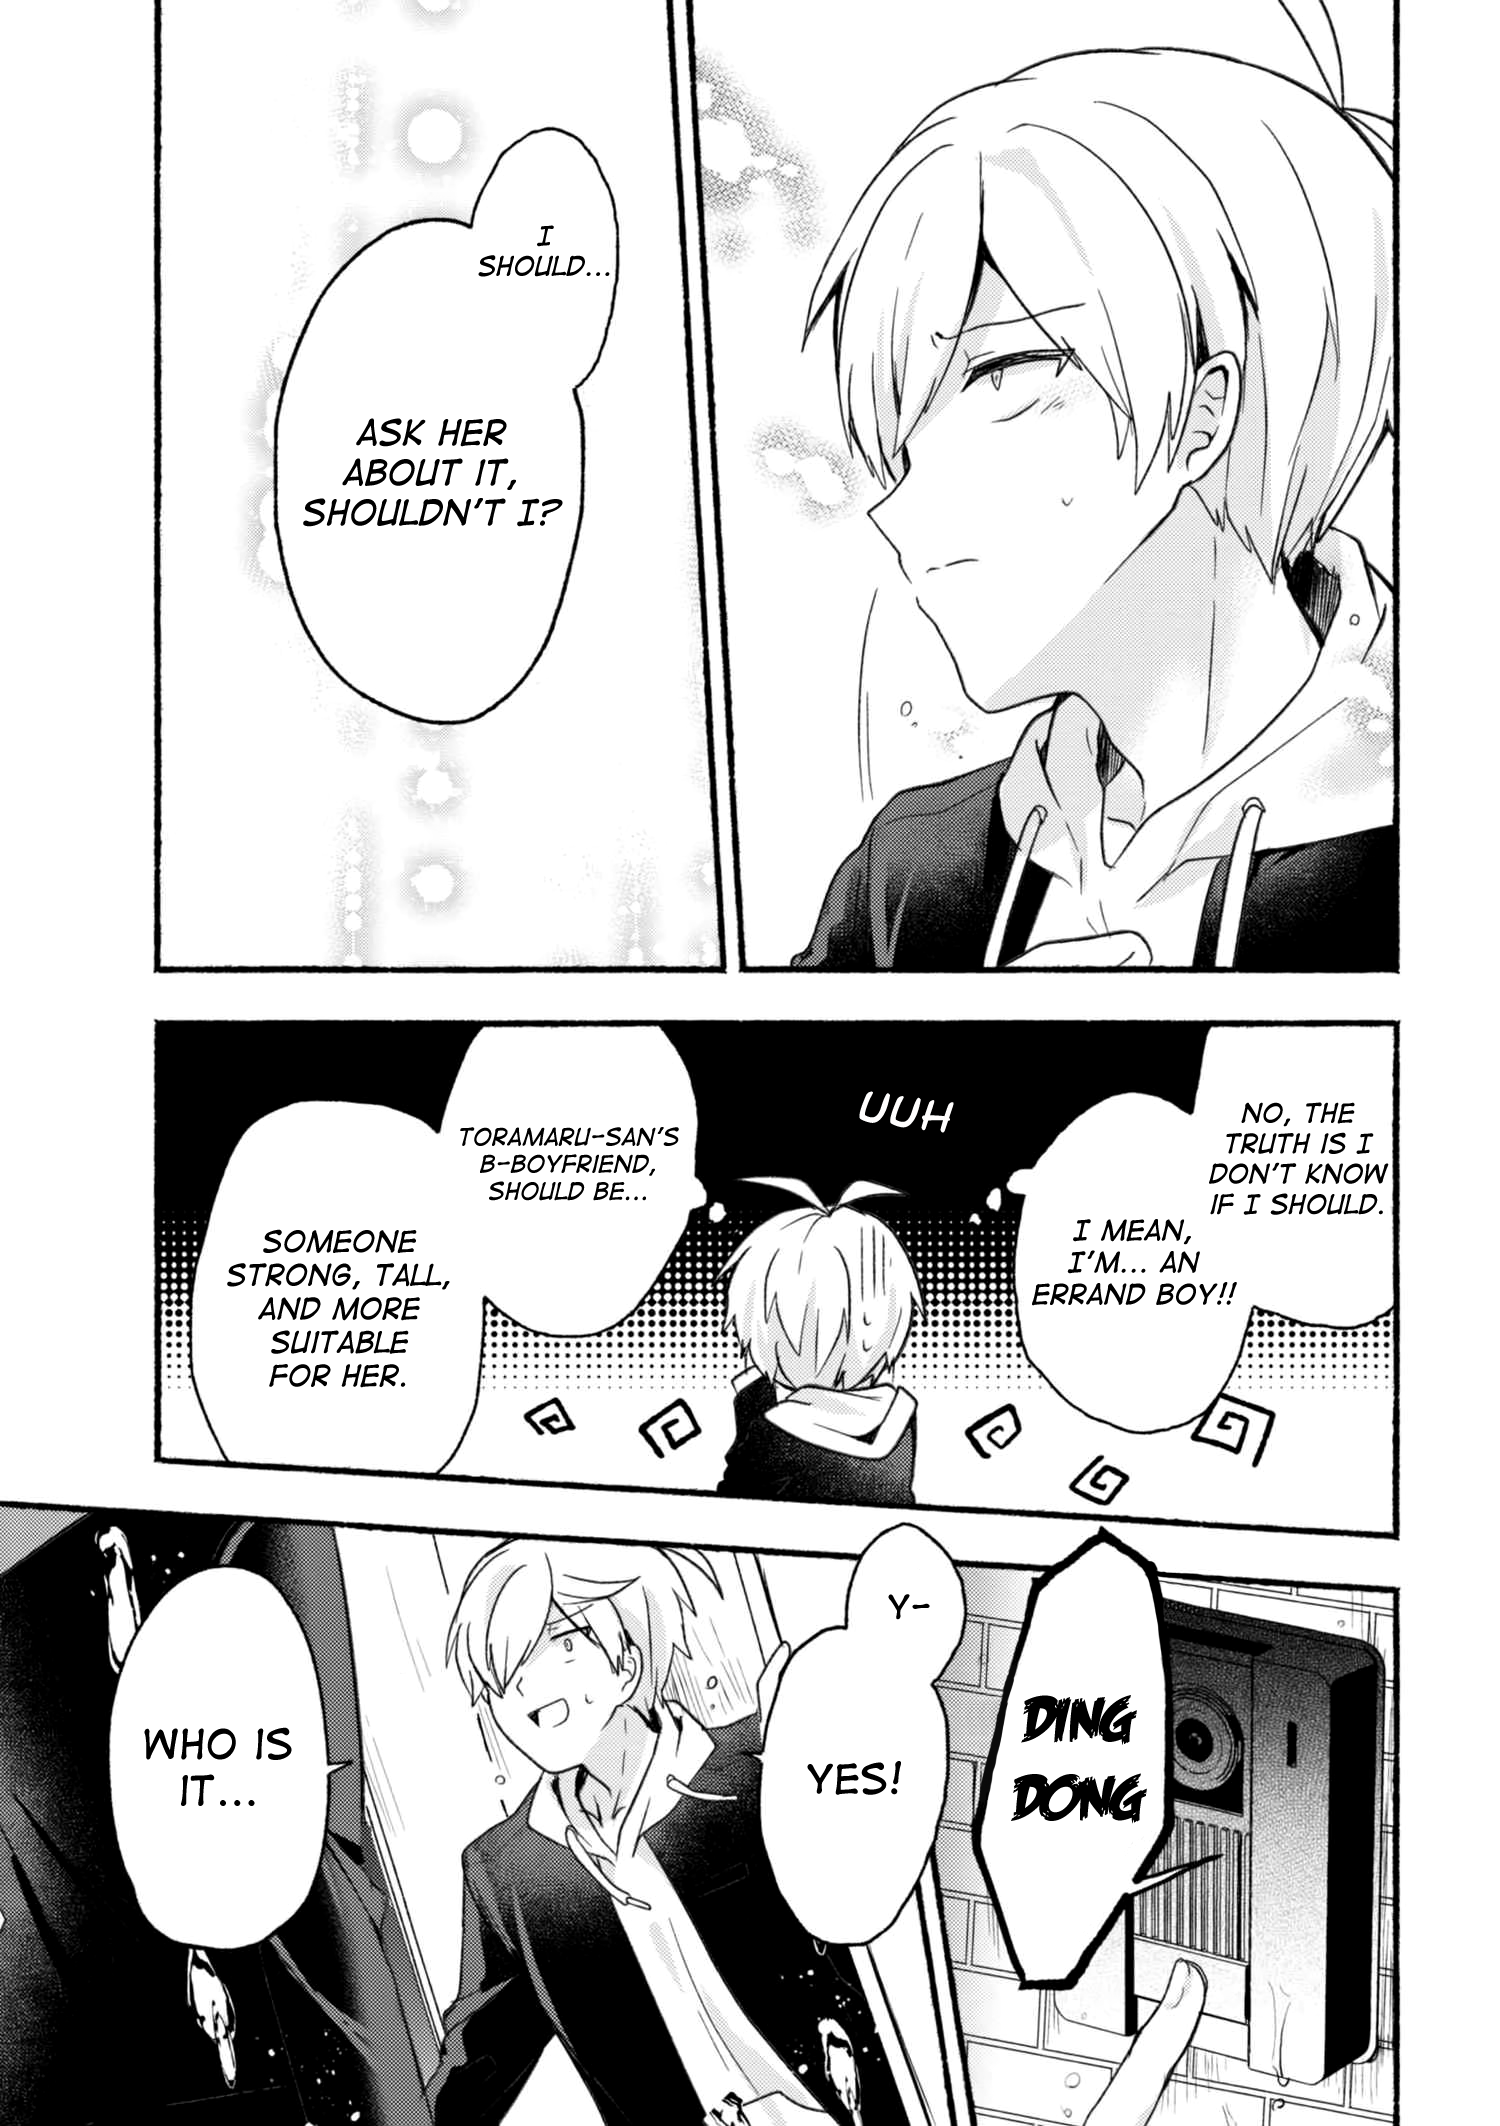 I
SHOULD...
ASK HER
ABOUT IT,
SHOULDN'T I?
NO, THE
TRUTH IS I
DON'T KNOW
IF I SHOULD.
I MEAN,
I'M... AN
ERRAND BOY!!
UUH
TORAMARU-SAN'S
B-BOYFRIEND,
SHOULD BE...
SOMEONE
STRONG, TALL,
AND MORE
SUITABLE
FOR HER.
DING
DONG
Y-
YES!
WHO IS
IT...